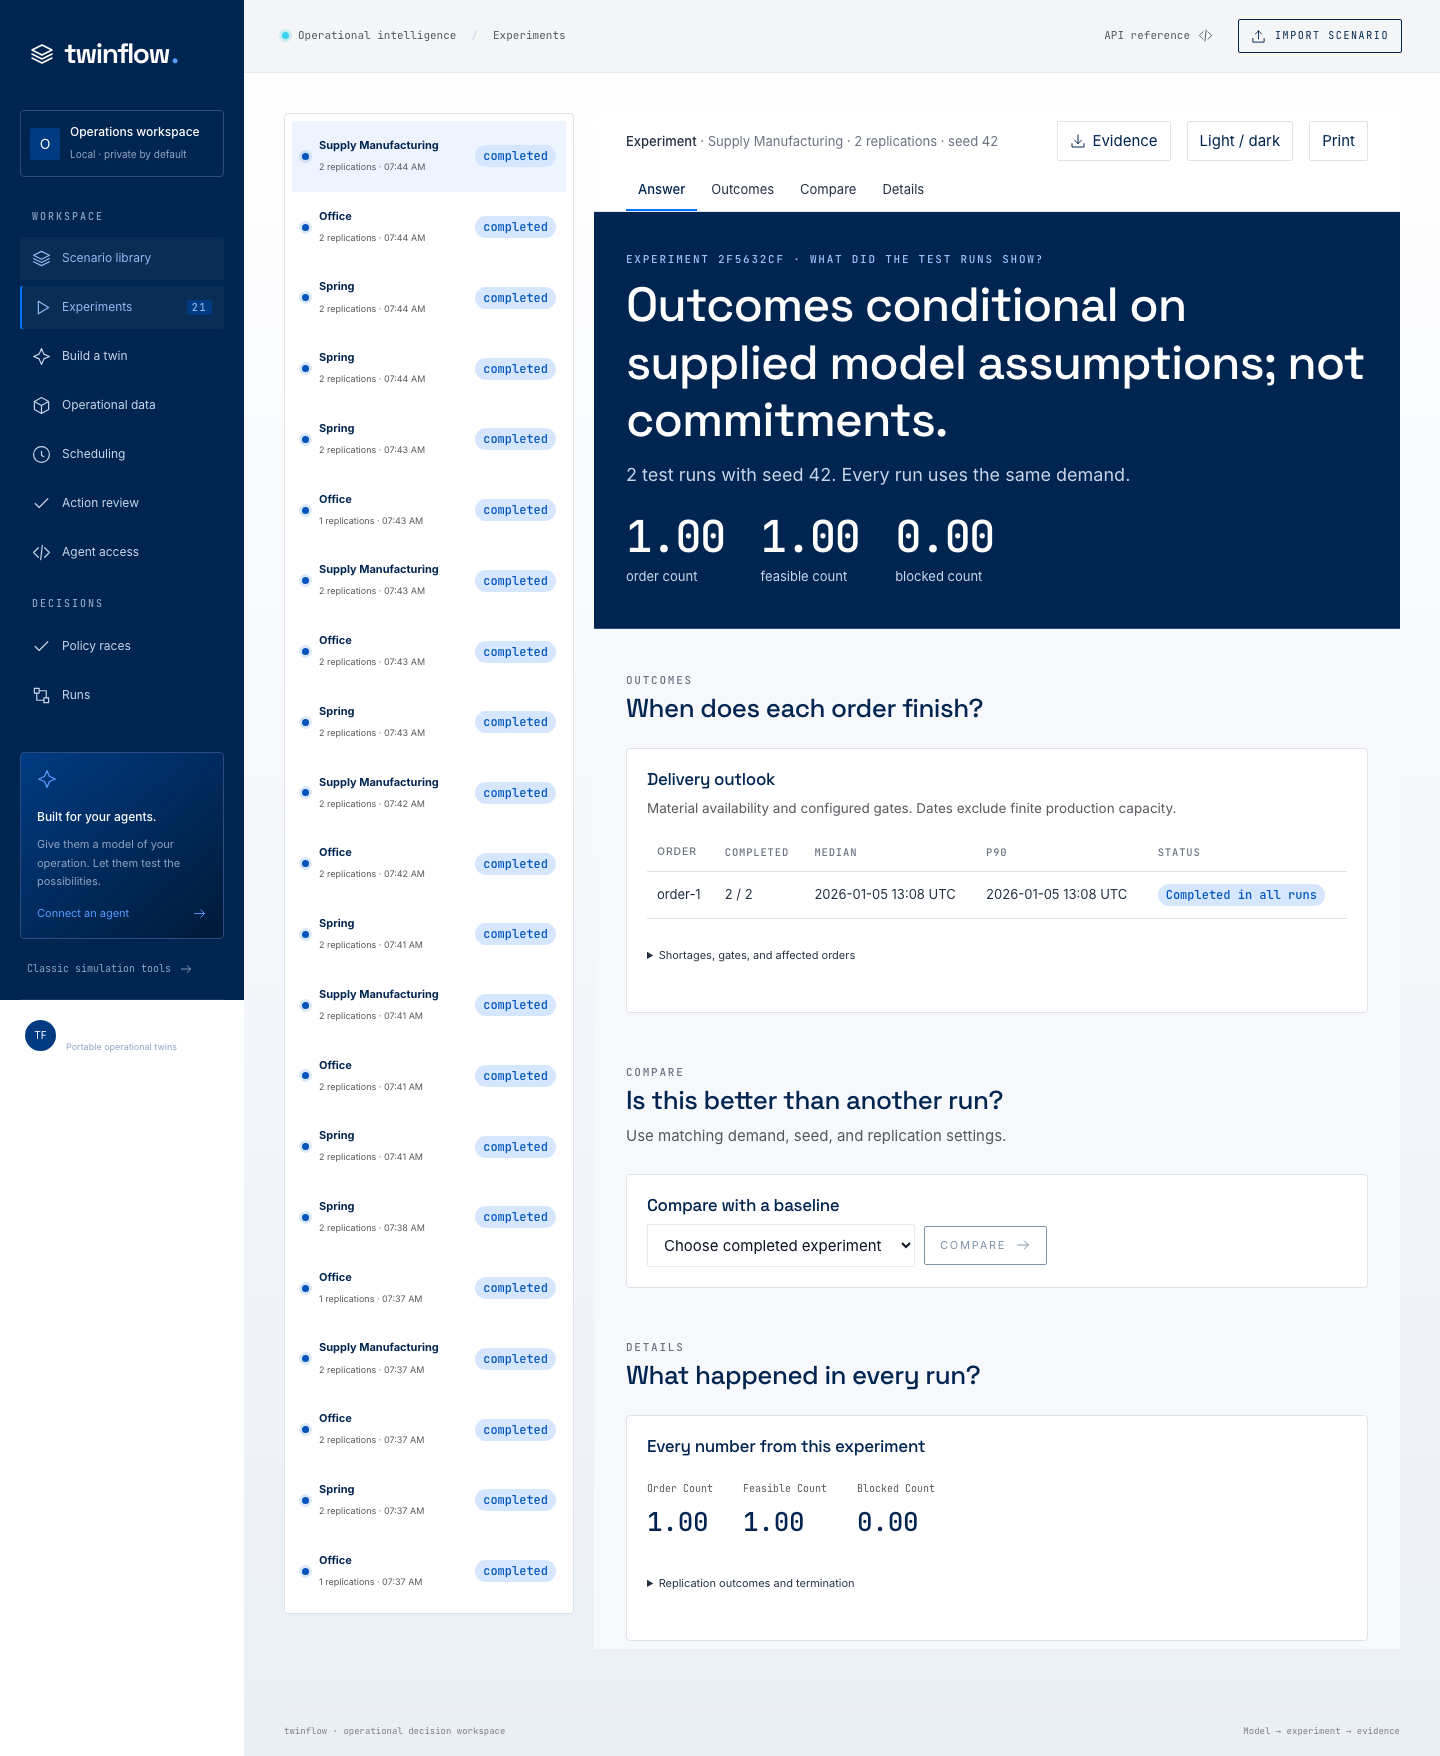 twinflow.
O
Operations workspace
Local · private by default
WORKSPACE
Scenario library
Experiments
21
Build a twin
Operational data
Scheduling
Action review
Agent access
DECISIONS
Policy races
Runs
Built for your agents.
Give them a model of your
operation. Let them test the
possibilities.
Connect an agent
Classic simulation tools
TF
Portable operational twins
Operational intelligence / Experiments
API reference
IMPORT SCENARIO
Supply Manufacturing
2 replications · 07:44 AM
completed
Office
2 replications · 07:44 AM
completed
Spring
2 replications · 07:44 AM
completed
Spring
2 replications · 07:44 AM
completed
Spring
2 replications · 07:43 AM
completed
Office
1 replications · 07:43 AM
completed
Supply Manufacturing
2 replications · 07:43 AM
completed
Office
2 replications · 07:43 AM
completed
Spring
2 replications · 07:43 AM
completed
Supply Manufacturing
2 replications · 07:42 AM
completed
Office
2 replications · 07:42 AM
completed
Spring
2 replications · 07:41 AM
completed
Supply Manufacturing
2 replications · 07:41 AM
completed
Office
2 replications · 07:41 AM
completed
Spring
2 replications · 07:41 AM
completed
Spring
2 replications · 07:38 AM
completed
Office
1 replications · 07:37 AM
completed
Supply Manufacturing
2 replications · 07:37 AM
completed
Office
2 replications · 07:37 AM
completed
Spring
2 replications · 07:37 AM
completed
Office
1 replications · 07:37 AM
completed
Experiment · Supply Manufacturing · 2 replications · seed 42
Evidence
Light / dark
Print
Answer
Outcomes
Compare
Details
EXPERIMENT 2F5632CF · WHAT DID THE TEST RUNS SHOW?
Outcomes conditional on
supplied model assumptions; not
commitments.
2 test runs with seed 42. Every run uses the same demand.
1.00 1.00 0.00
order count feasible count blocked count
OUTCOMES
When does each order finish?
Delivery outlook
Material availability and configured gates. Dates exclude finite production capacity.
ORDER COMPLETED MEDIAN P90 STATUS
order-1 2 / 2 2026-01-05 13:08 UTC 2026-01-05 13:08 UTC Completed in all runs
Shortages, gates, and affected orders
COMPARE
Is this better than another run?
Use matching demand, seed, and replication settings.
Compare with a baseline
Choose completed experiment
COMPARE
DETAILS
What happened in every run?
Every number from this experiment
Order Count Feasible Count Blocked Count
1.00 1.00 0.00
Replication outcomes and termination
twinflow · operational decision workspace
Model → experiment → evidence